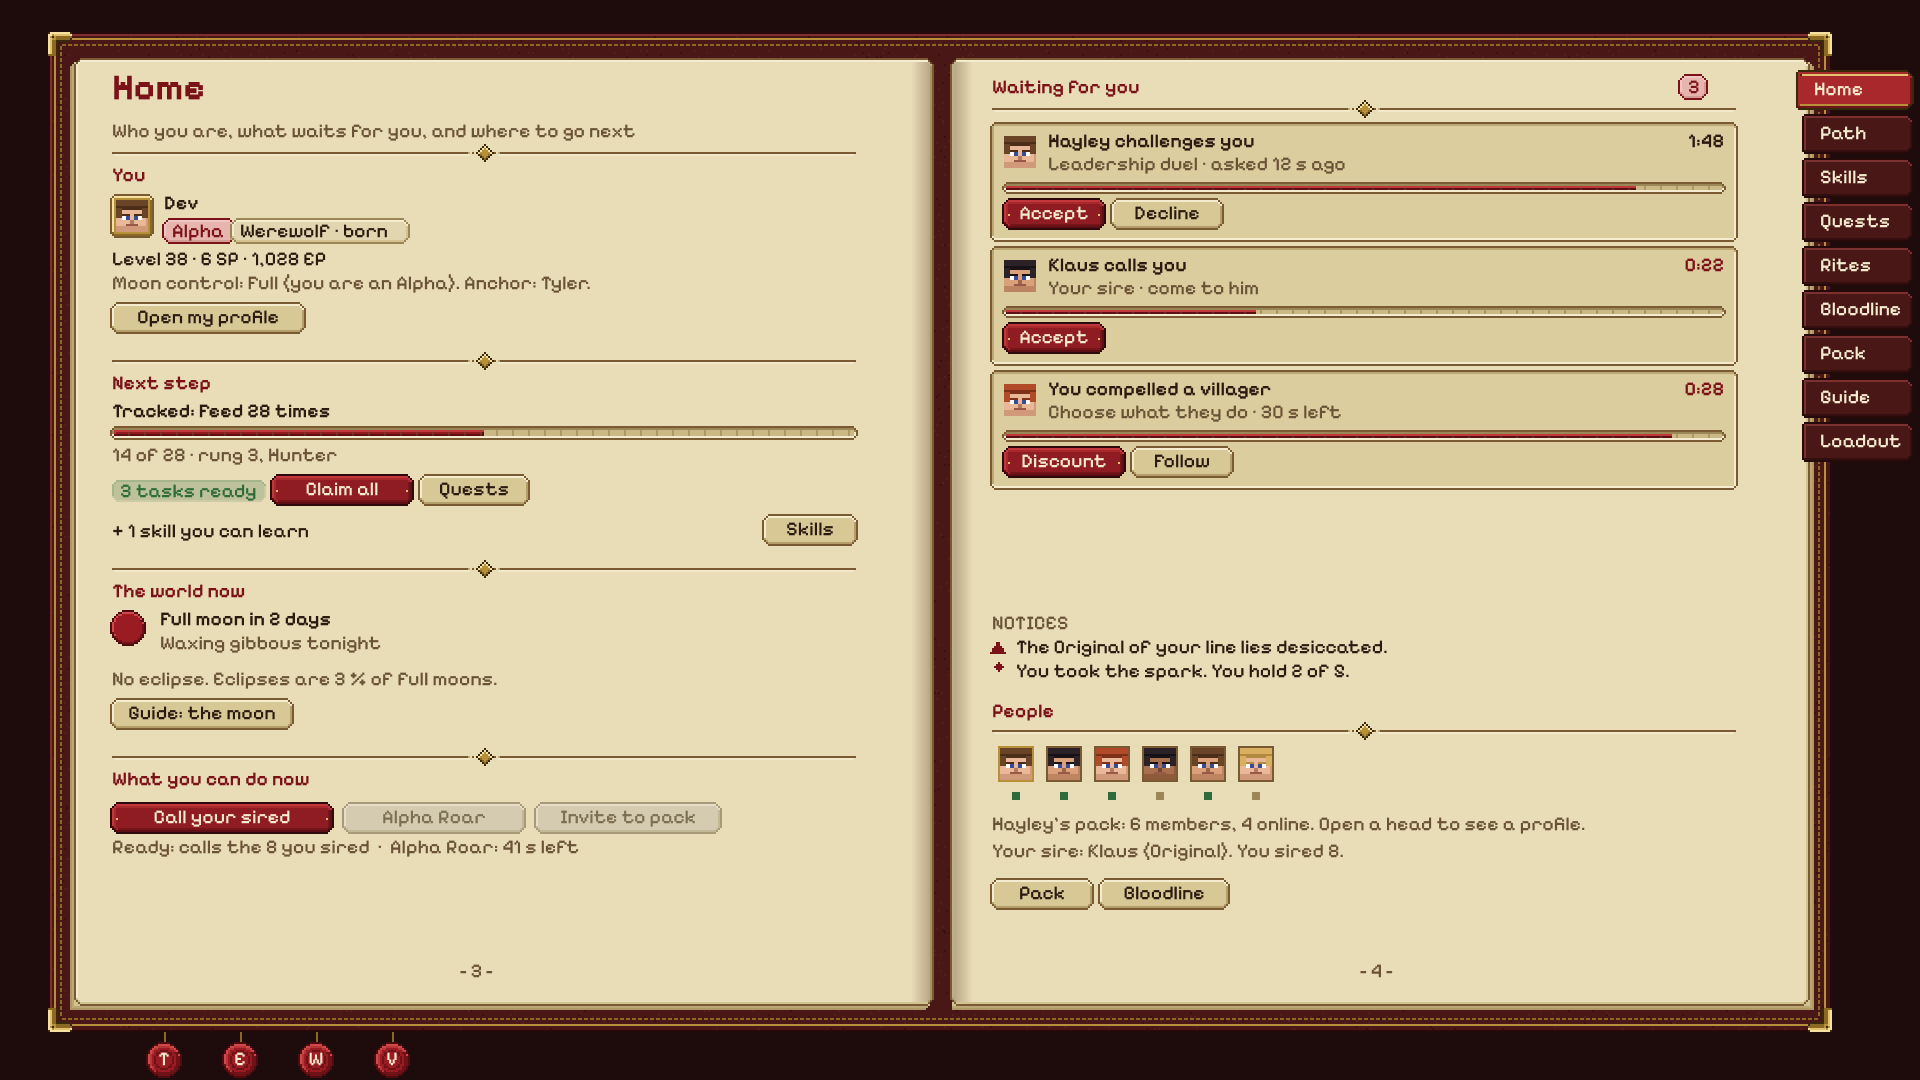 Home
Who you are, what waits for you, and where to go next
You
Dev
Alpha
Werewolf · born
Level 38 · 6 SP · 1,028 EP
Moon control: Full (you are an Alpha). Anchor: Tyler.
Open my profile
Next step
Tracked: Feed 28 times
14 of 28 · rung 3, Hunter
3 tasks ready
Claim all
Quests
+ 1 skill you can learn
Skills
The world now
Full moon in 2 days
Waxing gibbous tonight
No eclipse. Eclipses are 3 % of full moons.
Guide: the moon
What you can do now
Call your sired
Alpha Roar
Invite to pack
Ready: calls the 8 you sired · Alpha Roar: 41 s left
- 3 -
Waiting for you
3
Hayley challenges you
1:48
Leadership duel · asked 12 s ago
Accept
Decline
Klaus calls you
0:22
Your sire · come to him
Accept
You compelled a villager
0:28
Choose what they do · 30 s left
Discount
Follow
NOTICES
The Original of your line lies desiccated.
You took the spark. You hold 2 of 8.
People
Hayley's pack: 6 members, 4 online. Open a head to see a profile.
Your sire: Klaus (Original). You sired 8.
Pack
Bloodline
- 4 -
Home
Path
Skills
Quests
Rites
Bloodline
Pack
Guide
Loadout
T
E
W
V